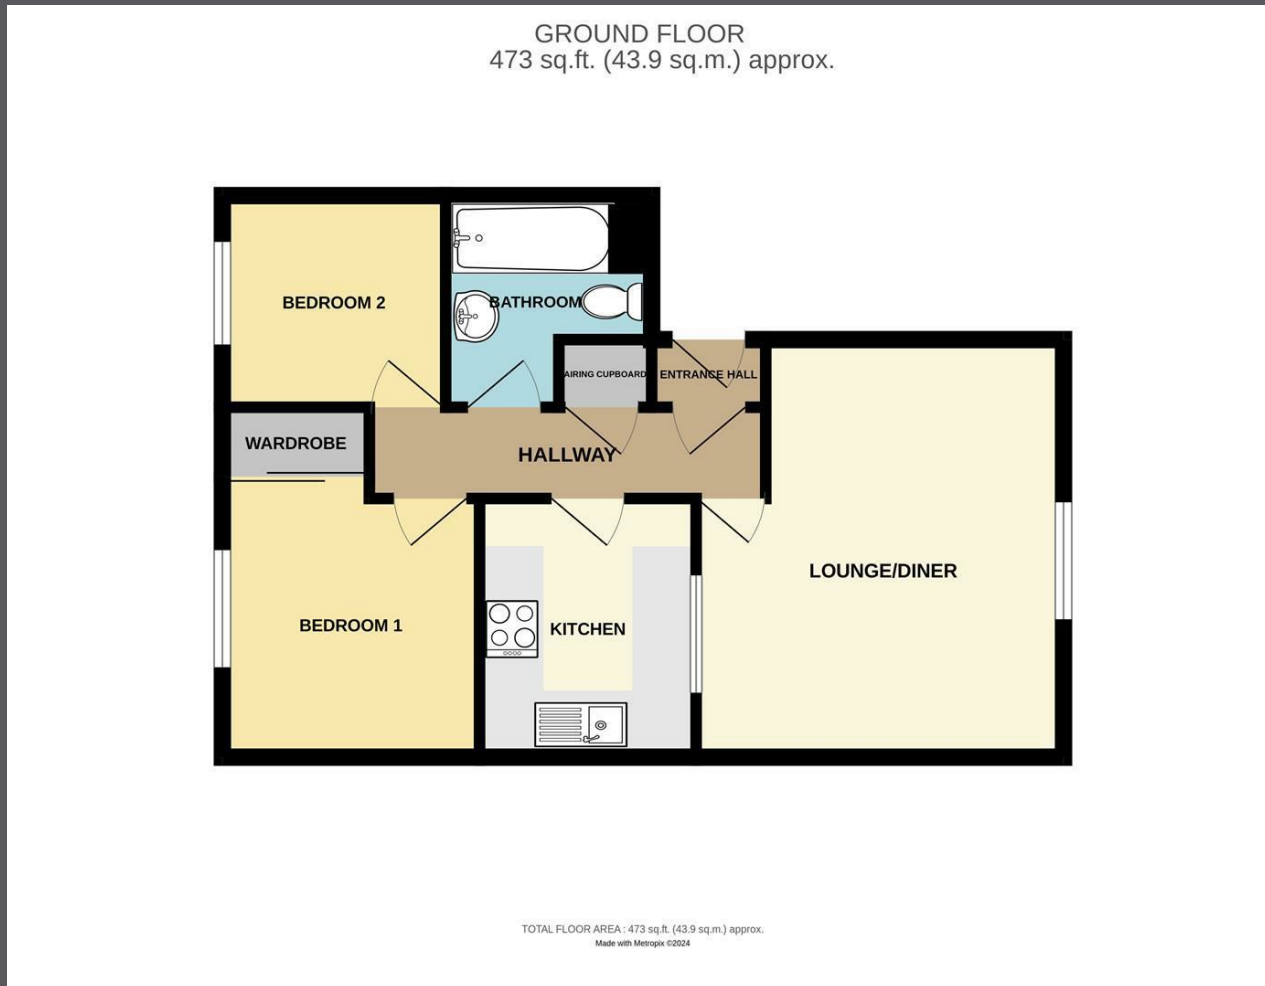 GROUND FLOOR
473 sq.ft. (43.9 sq.m.) approx.
BEDROOM 2
BATHROOM
AIRING CUPBOARD
ENTRANCE HALL
WARDROBE
HALLWAY
LOUNGE/DINER
BEDROOM 1
KITCHEN
TOTAL FLOOR AREA : 473 sq.ft. (43.9 sq.m.) approx.
Made with Metropix ©2024